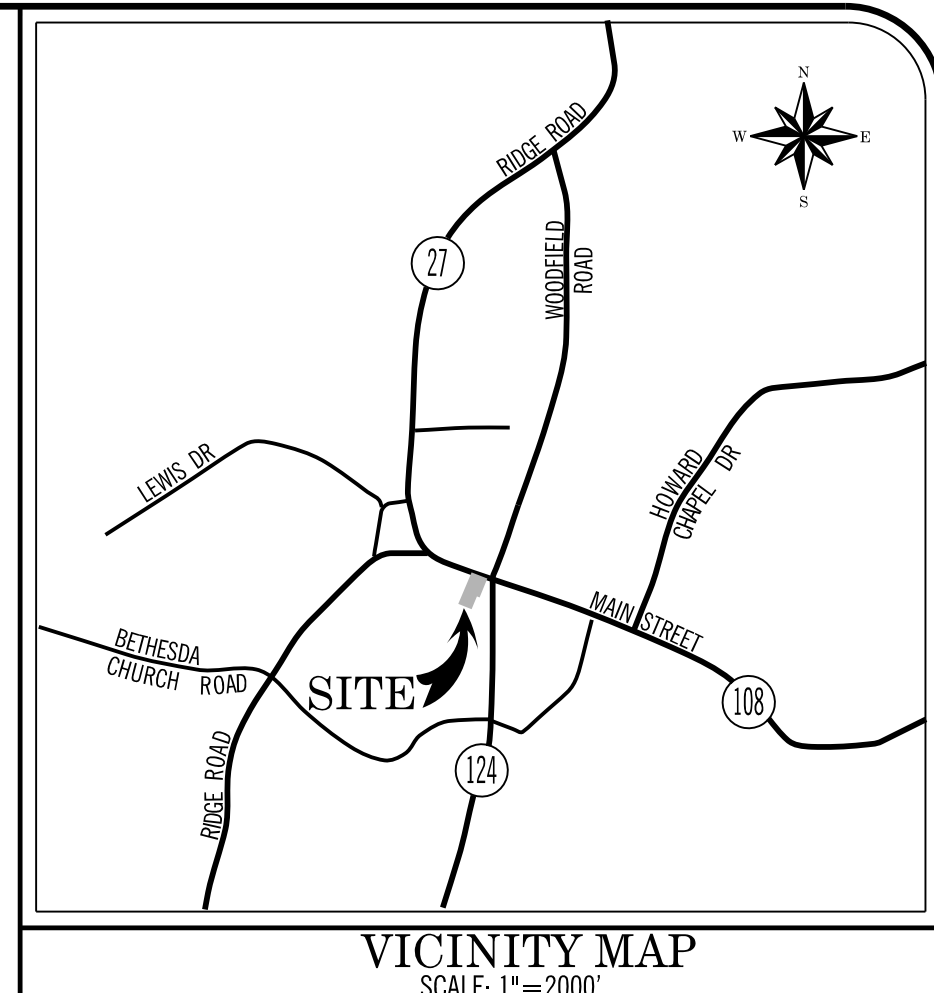 N
W E
S
RIDGE ROAD
27
WOODFIELD
ROAD
LEWIS DR
HOWARD
CHAPEL DR
MAIN STREET
BETHESDA
CHURCH ROAD
SITE
108
RIDGE ROAD
124
VICINITY MAP
SCALE: 1"=2000'